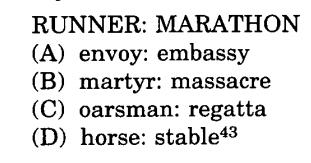 RUNNER: MARATHON
(A) envoy: embassy
(B) martyr: massacre
(C) oarsman: regatta
(D) horse: stable⁴³